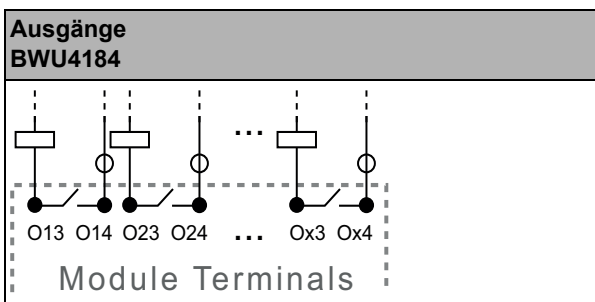 Ausgänge
BWU4184
...
O13 O14 O23 O24 ... Ox3 Ox4
Module Terminals